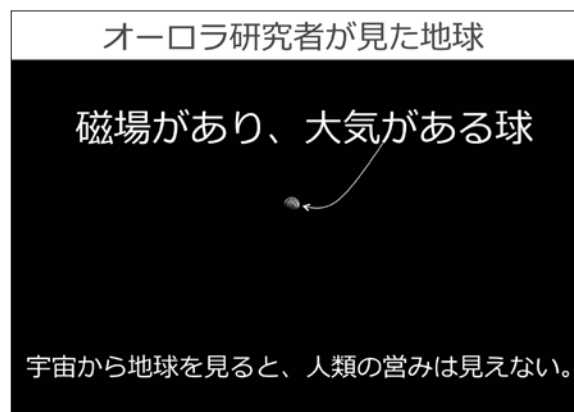 オーロラ研究者が見た地球
磁場があり、大気がある球
宇宙から地球を見ると、人類の営みは見えない。